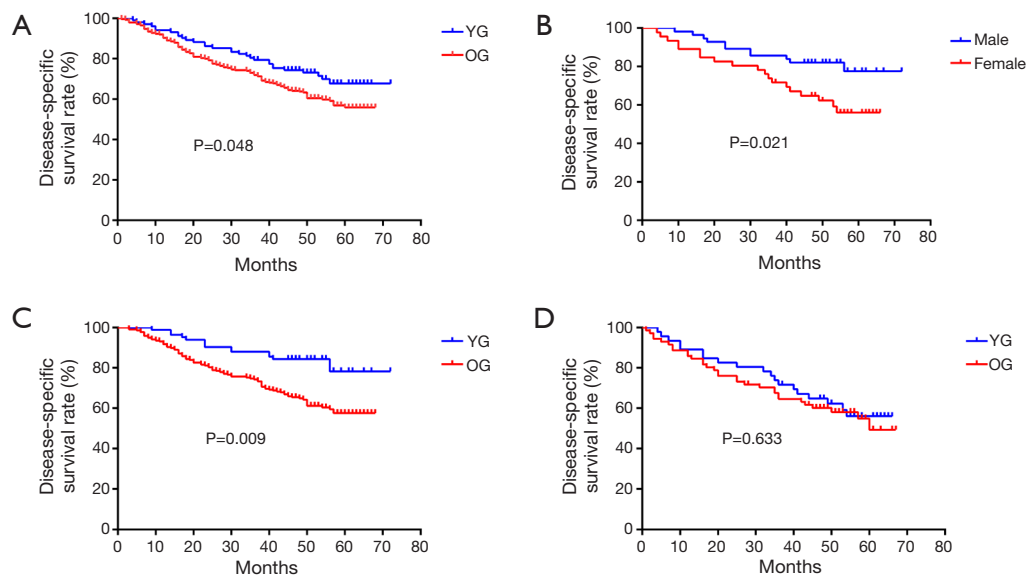 A
Disease-specific
survival rate (%)
100
80
60
80
20
0
0 10 20 30 40 50 60 70 80
Months
P=0.048
YG
OG
B
Disease-specific
survival rate (%)
100
80
60
80
20
0
0 10 20 30 40 50 60 70 80
Months
P=0.021
Male
Female
C
Disease-specific
survival rate (%)
100
80
60
80
20
0
0 10 20 30 40 50 60 70 80
Months
P=0.009
YG
OG
D
Disease-specific
survival rate (%)
100
80
60
80
20
0
0 10 20 30 40 50 60 70 80
Months
P=0.633
YG
OG